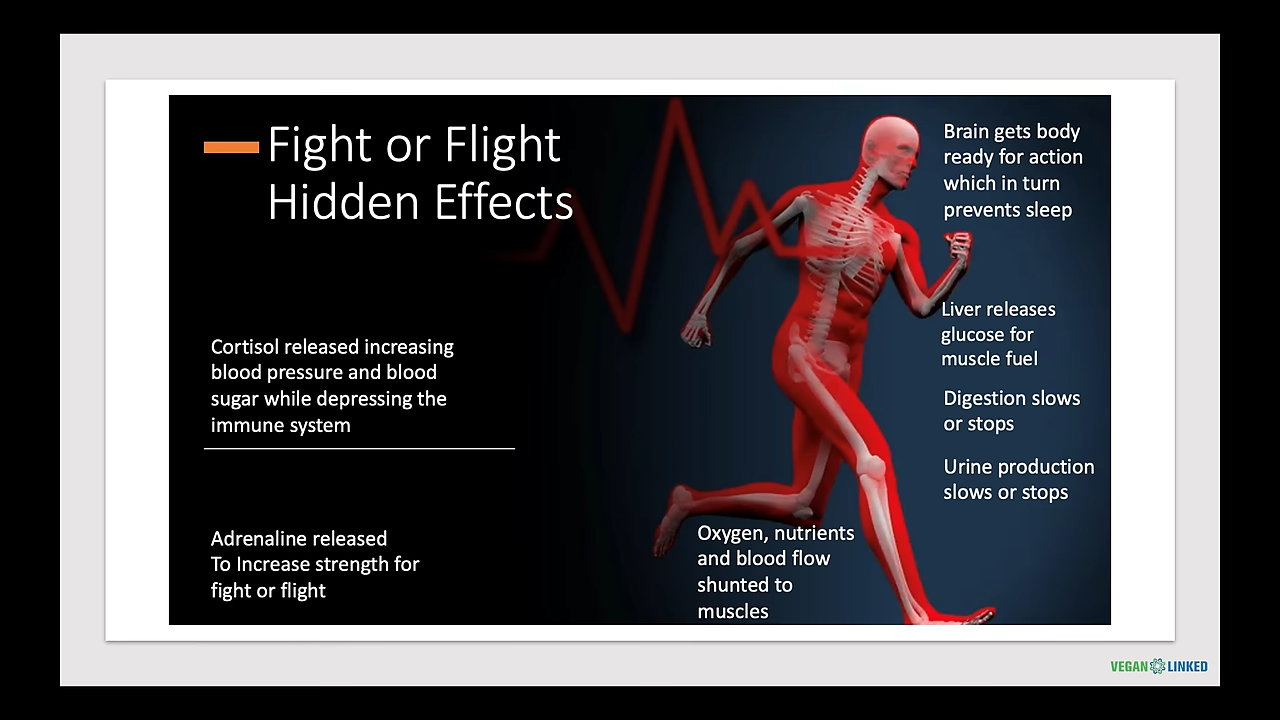 Fight or Flight
Hidden Effects
Cortisol released increasing
blood pressure and blood
sugar while depressing the
immune system
Adrenaline released
To Increase strength for
fight or flight
Brain gets body
ready for action
which in turn
prevents sleep
Liver releases
glucose for
muscle fuel
Digestion slows
or stops
Urine production
slows or stops
Oxygen, nutrients
and blood flow
shunted to
muscles
VEGAN LINKED